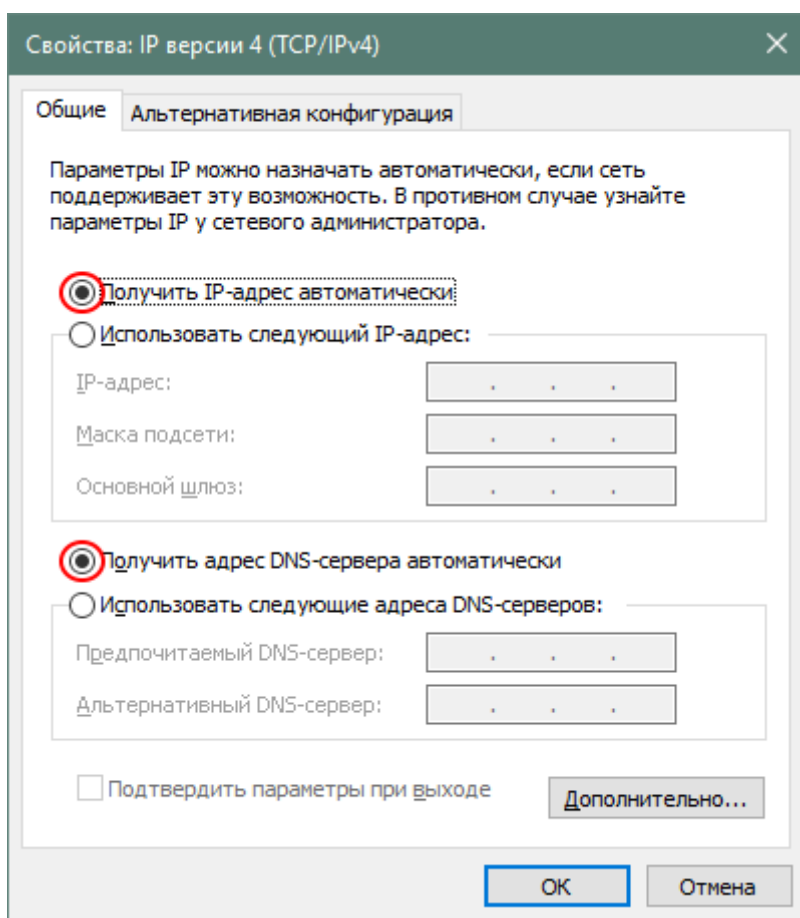 Свойства: IP версии 4 (TCP/IPv4)
Общие
Альтернативная конфигурация
Параметры IP можно назначать автоматически, если сеть
поддерживает эту возможность. В противном случае узнайте
параметры IP у сетевого администратора.
Получить IP-адрес автоматически
Использовать следующий IP-адрес:
IP-адрес:
Маска подсети:
Основной шлюз:
Получить адрес DNS-сервера автоматически
Использовать следующие адреса DNS-серверов:
Предпочитаемый DNS-сервер:
Альтернативный DNS-сервер:
Подтвердить параметры при выходе
Дополнительно...
ОК
Отмена